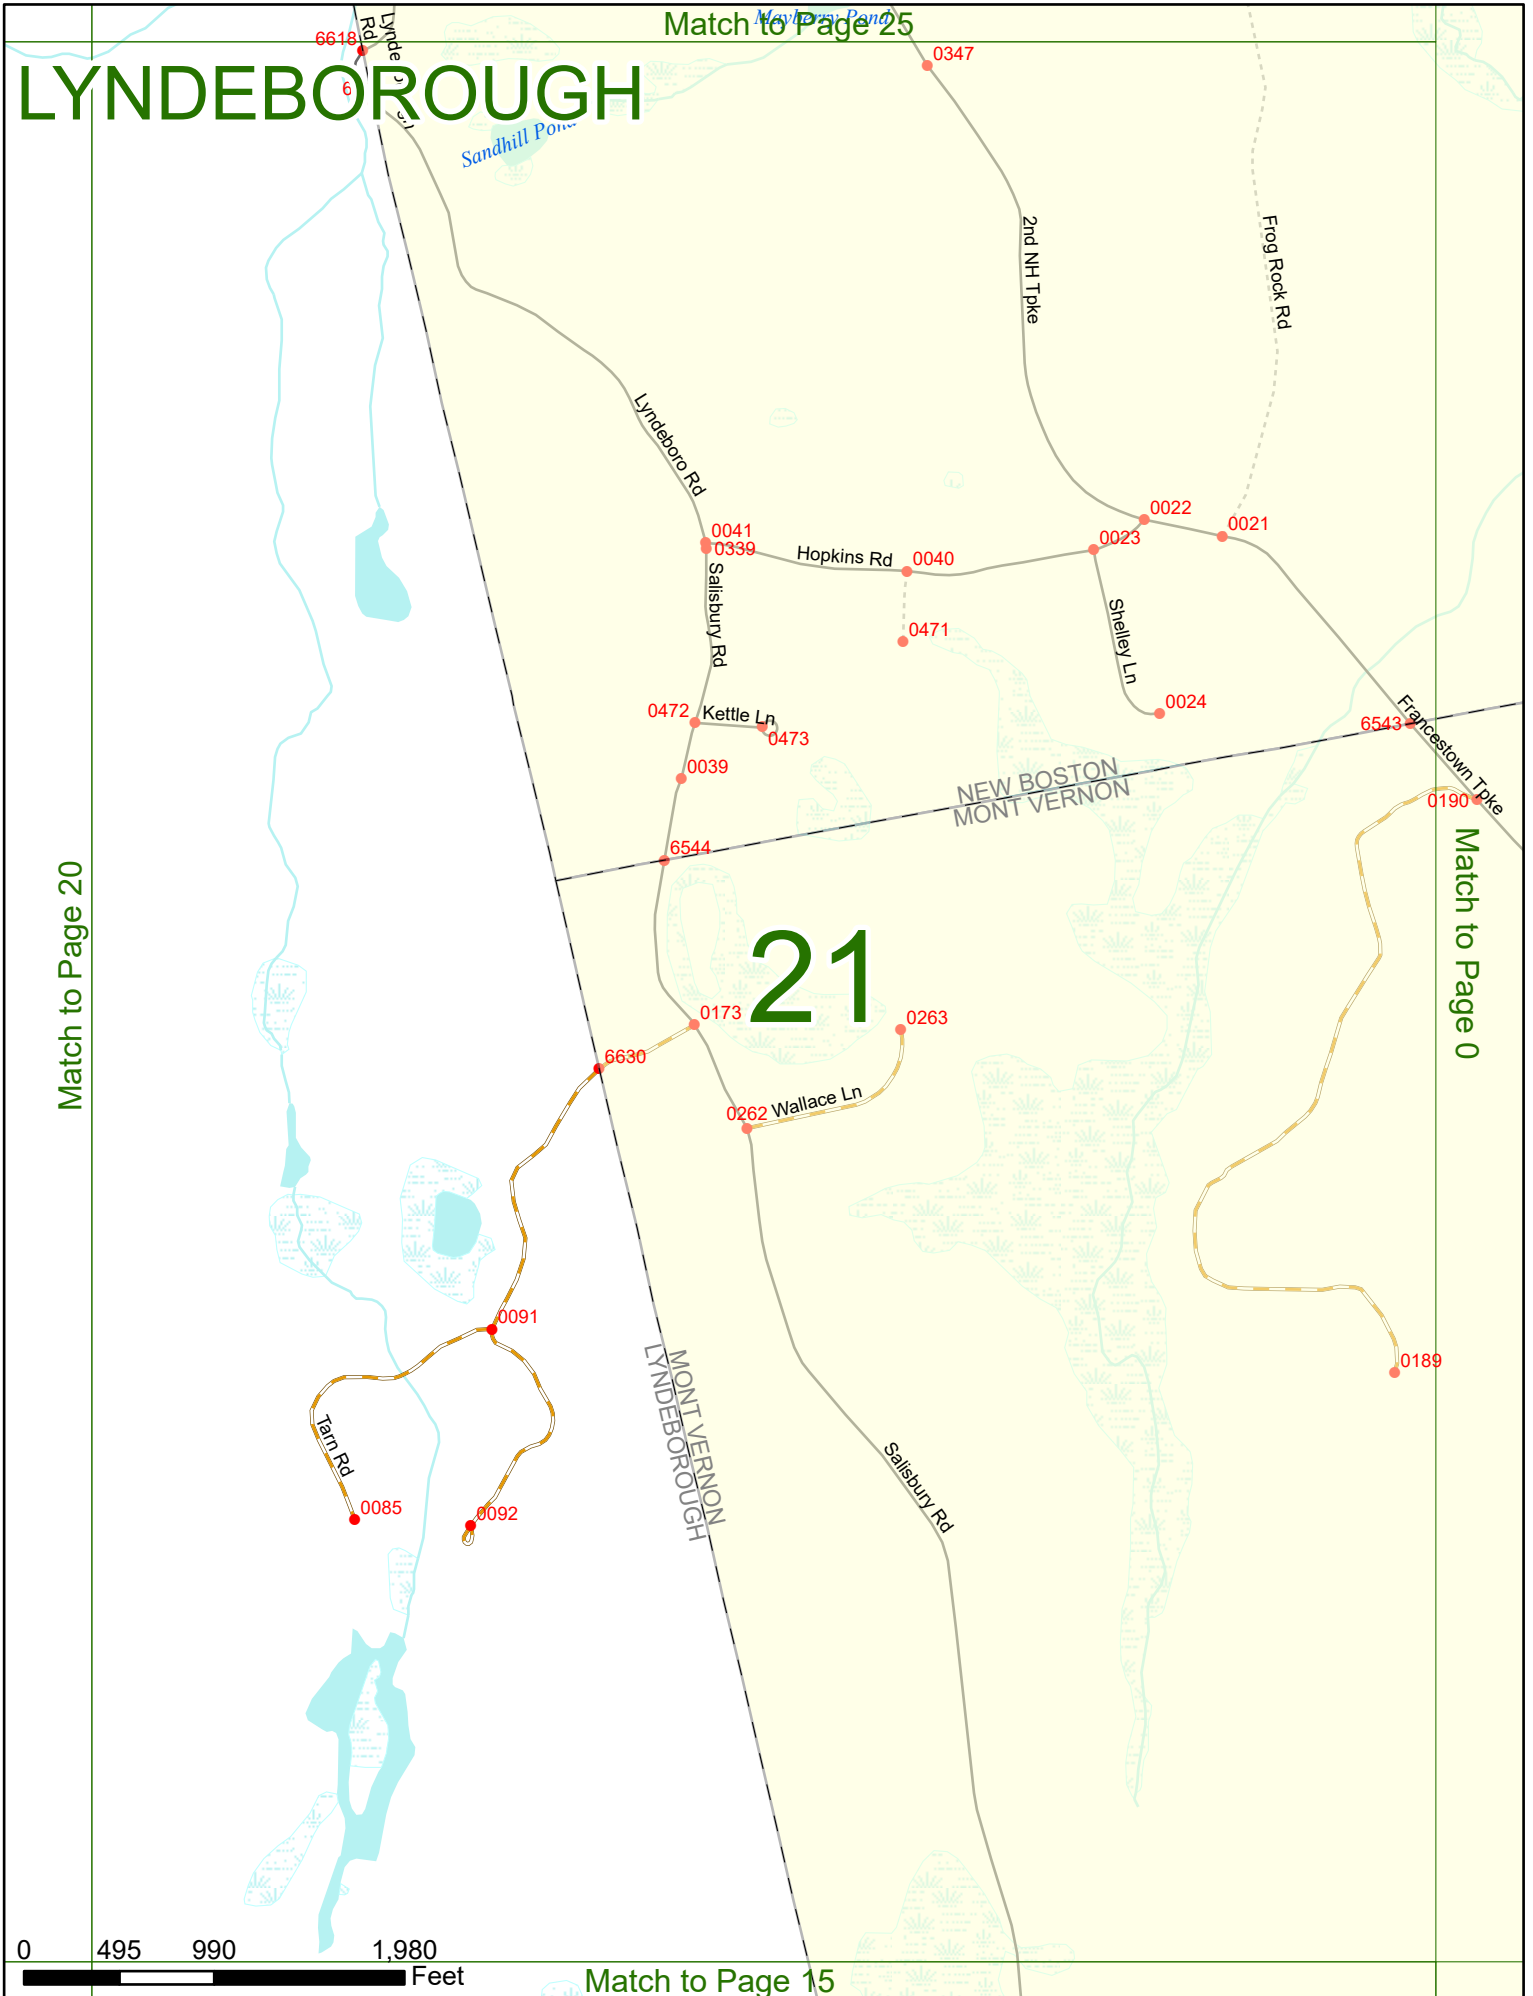 Match to Page 25
Mayberry Pond
Rd
6618
0347
LYNDEBOROUGH
6
Sandhill Pond
2nd NH Tpke
Frog Rock Rd
Lyndeboro Rd
0022
0021
0041
0339
0023
Hopkins Rd
0040
Salisbury Rd
Shelley Ln
0471
0024
0472
Kettle Ln
0473
Francestown Tpke
6543
0039
NEW BOSTON
MONT VERNON
0190
6544
Match to Page 20
Match to Page 0
21
0173
0263
6630
Wallace Ln
0262
0091
MONT VERNON
LYNDEBOROUGH
0189
Tarn Rd
0085
0092
Salisbury Rd
0 495 990 1,980
Feet
Match to Page 15